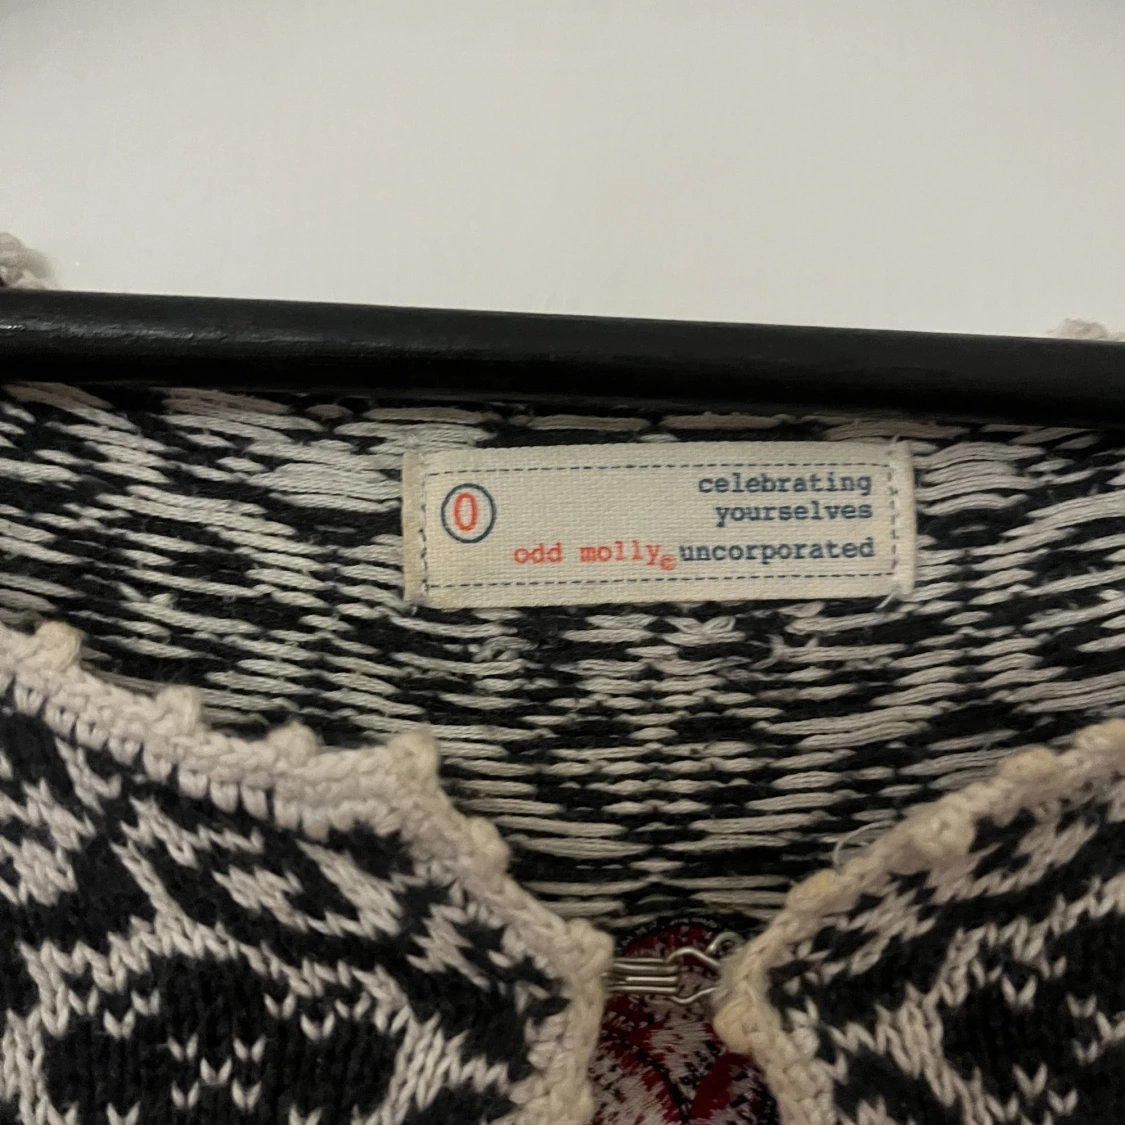 0
celebrating
yourselves
odd molly© uncorporated